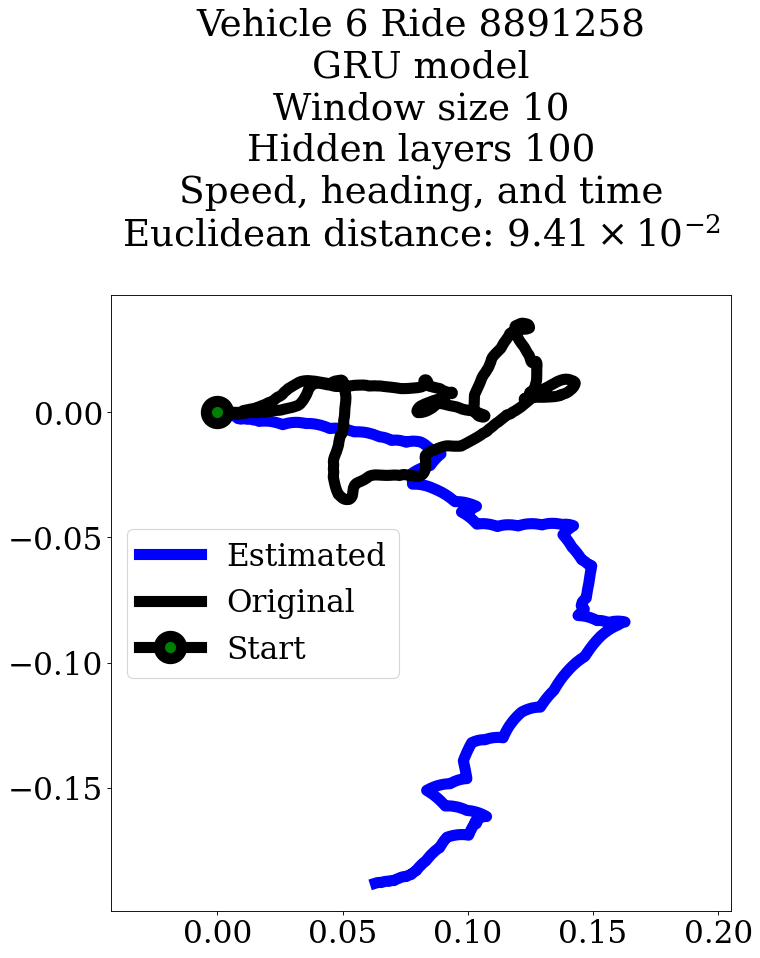 Vehicle 6 Ride 8891258
GRU model
Window size 10
Hidden layers 100
Speed, heading, and time
Euclidean distance: 9.41 × 10⁻²
0.00
−0.05
−0.10
−0.15
Estimated
Original
Start
0.00 0.05 0.10 0.15 0.20